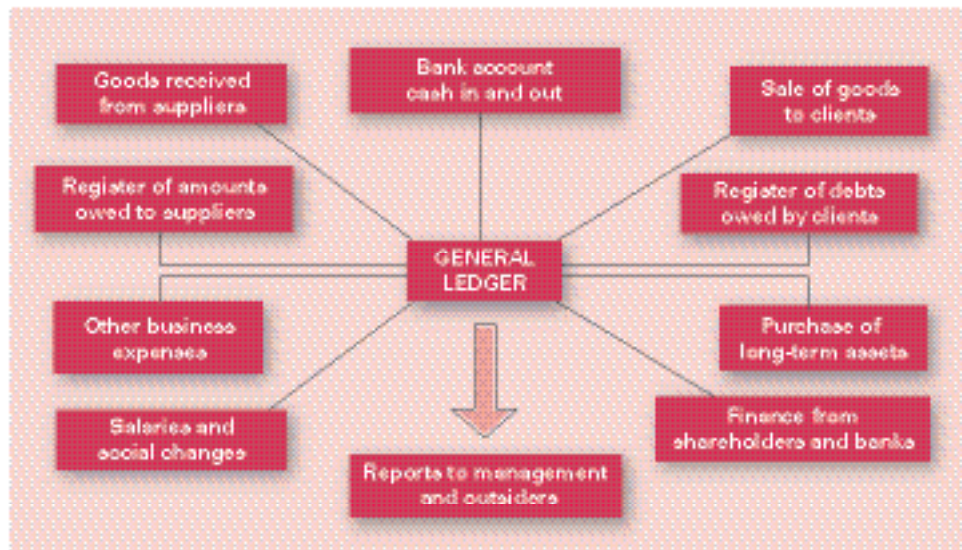 Goods received
from suppliers
Bank account
cash in and out
Sale of goods
to clients
Register of amounts
owed to suppliers
Register of debts
owed by clients
GENERAL
LEDGER
Other business
expenses
Purchase of
long-term assets
Salaries and
social changes
Finance from
shareholders and banks
Reports to management
and outsiders